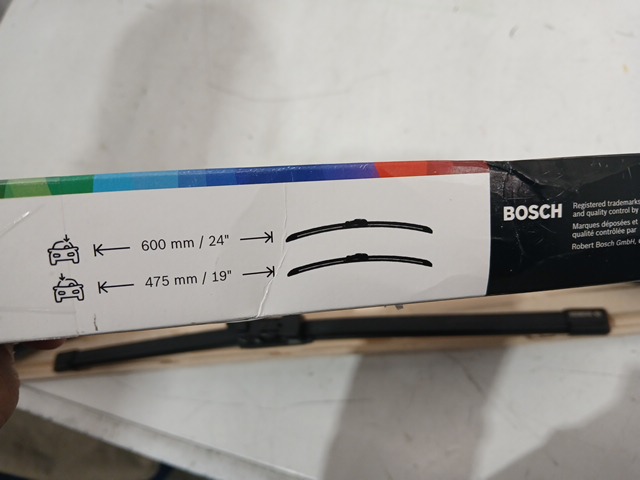 600 mm / 24"
475 mm / 19"
BOSCH
Registered trademarks
and quality control by
Marques déposées et
qualité contrôlée par
Robert Bosch GmbH,